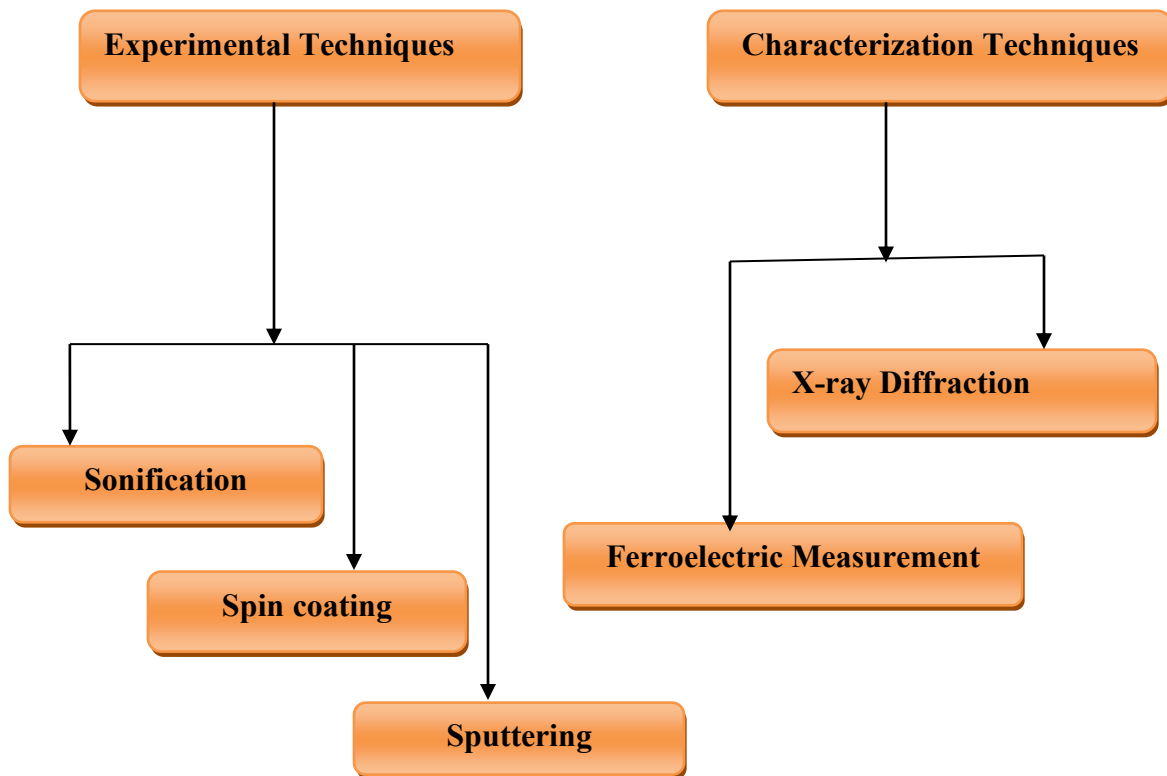 Experimental Techniques
Characterization Techniques
X-ray Diffraction
Sonification
Ferroelectric Measurement
Spin coating
Sputtering